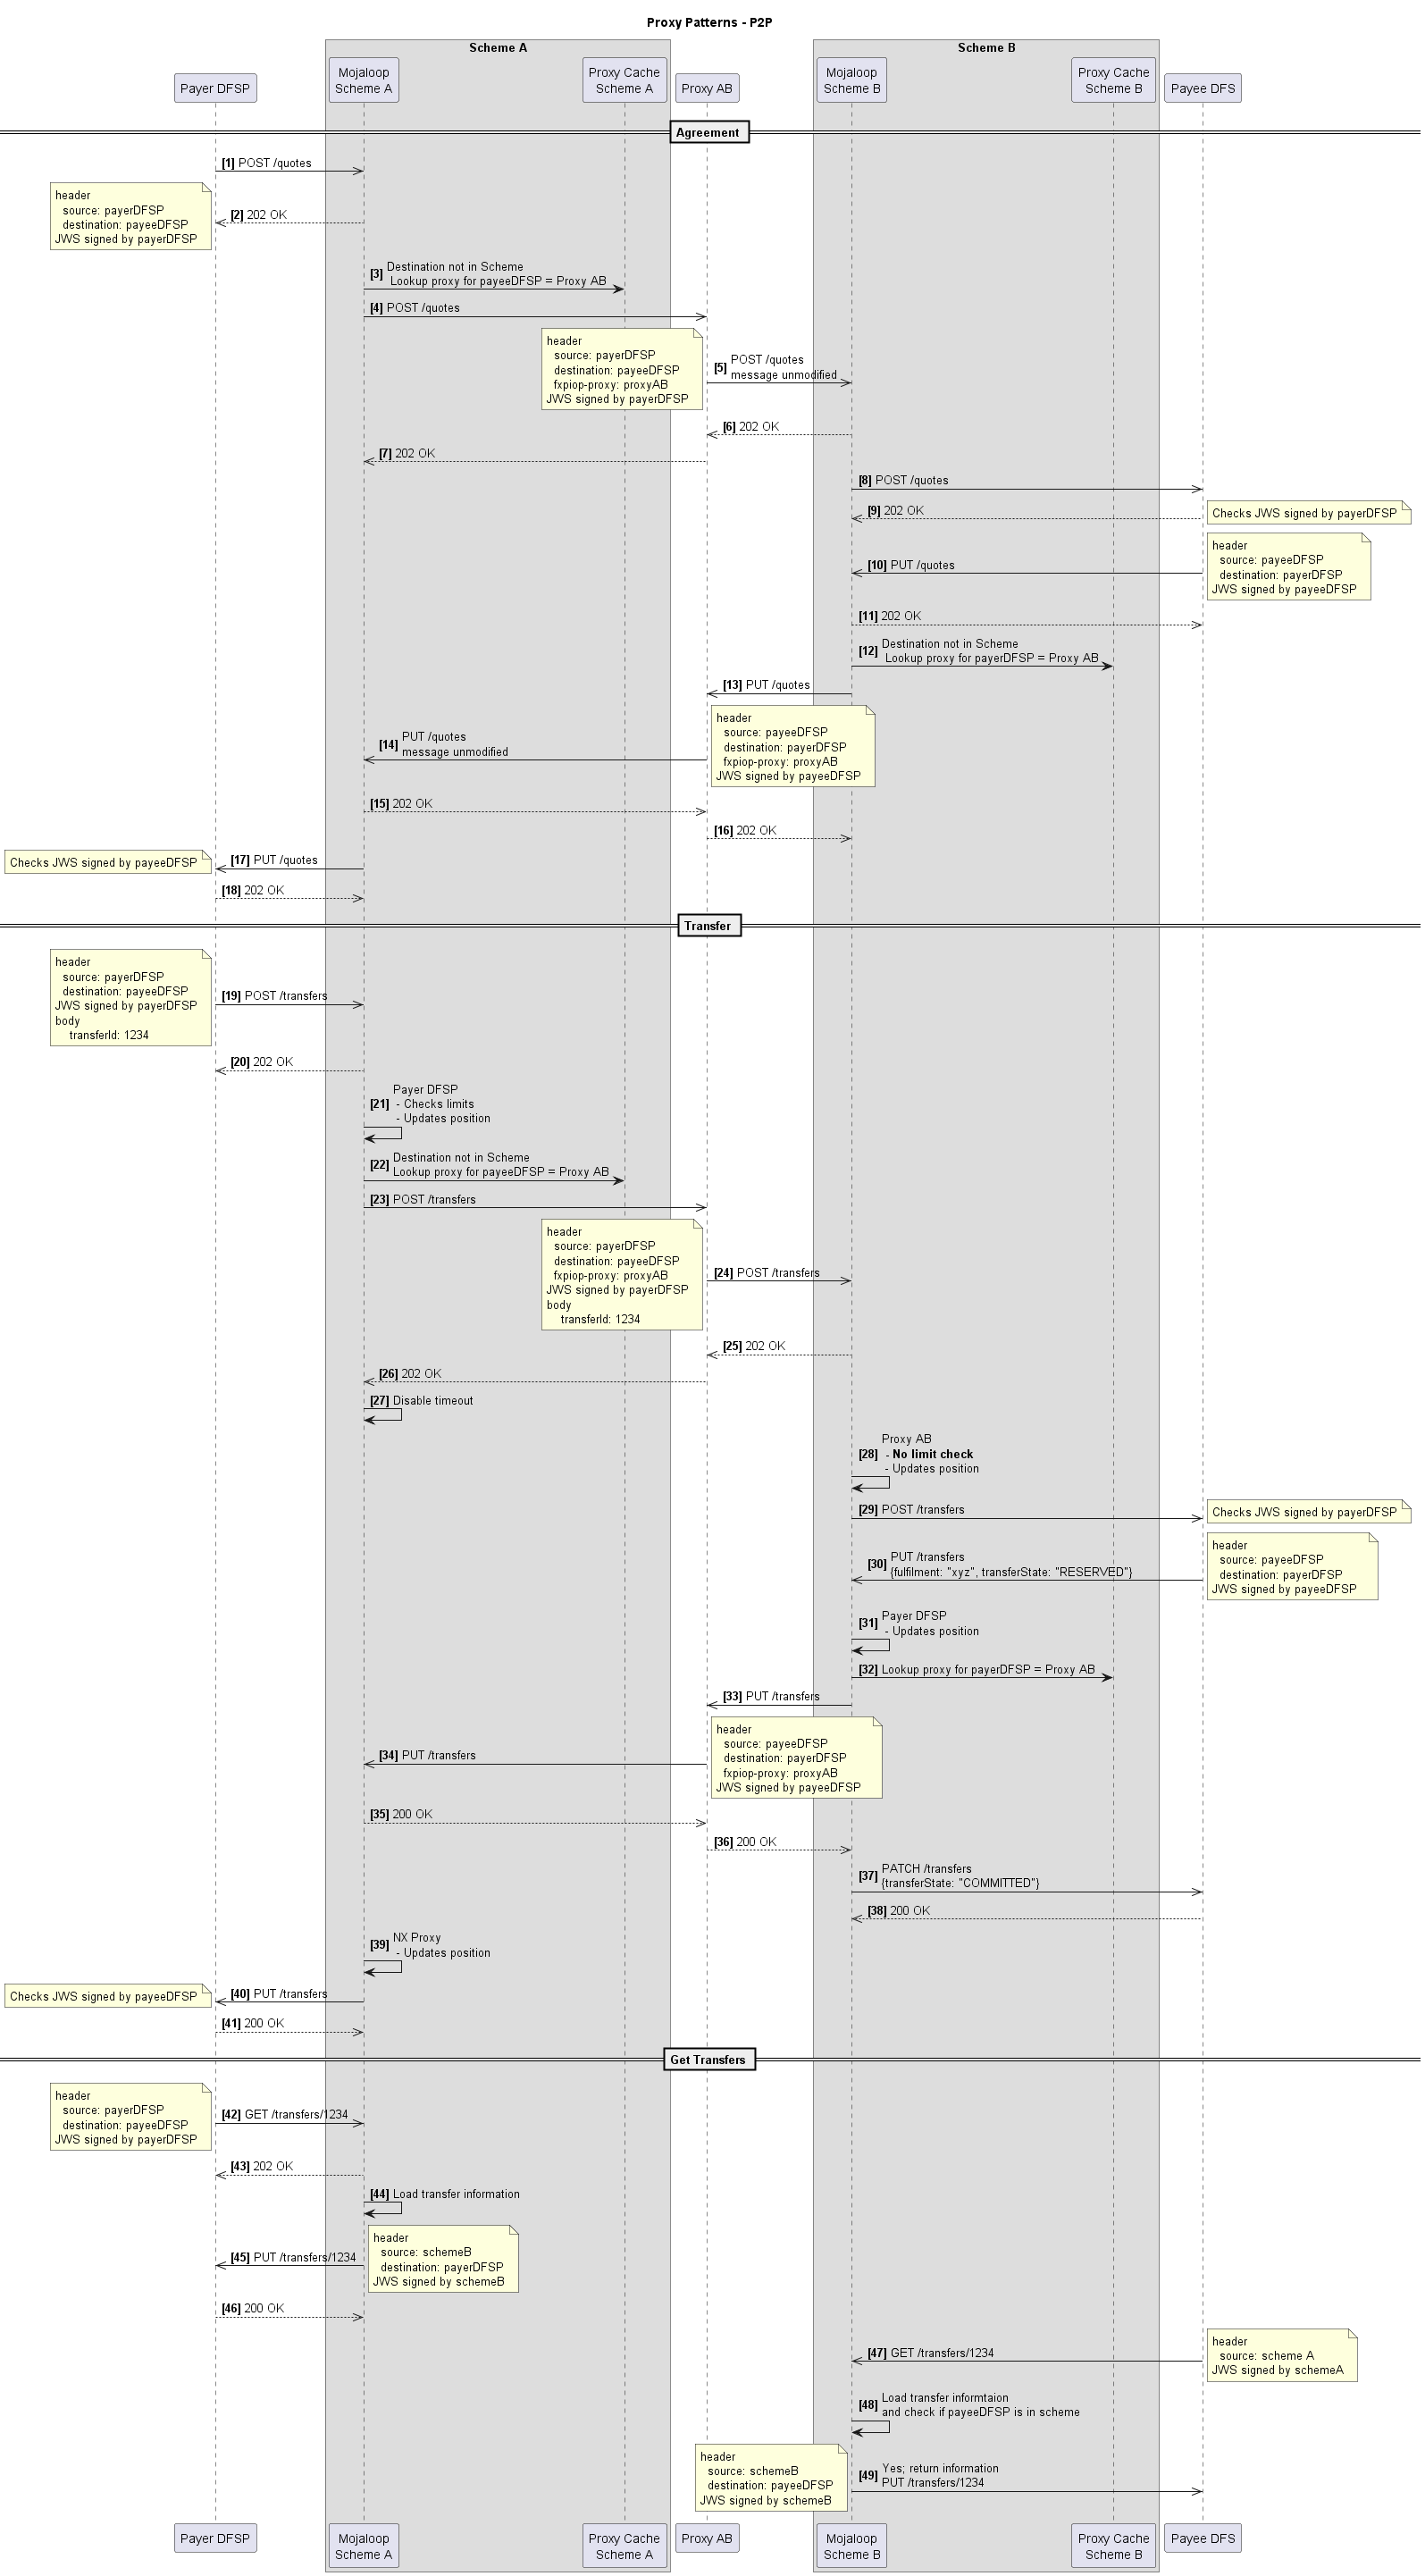 Proxy Patterns - P2P
Scheme A
Scheme B
Payer DFSP
Mojaloop
Scheme A
Proxy Cache
Scheme A
Proxy AB
Mojaloop
Scheme B
Proxy Cache
Scheme B
Payee DFS
Agreement
[1] POST /quotes
header
source: payerDFSP
destination: payeeDFSP
JWS signed by payerDFSP
[2] 202 OK
[3] Destination not in Scheme
Lookup proxy for payeeDFSP = Proxy AB
[4] POST /quotes
header
source: payerDFSP
destination: payeeDFSP
fxpiop-proxy: proxyAB
JWS signed by payerDFSP
[5] POST /quotes
message unmodified
[6] 202 OK
[7] 202 OK
[8] POST /quotes
[9] 202 OK
Checks JWS signed by payerDFSP
[10] PUT /quotes
header
source: payeeDFSP
destination: payerDFSP
JWS signed by payeeDFSP
[11] 202 OK
[12] Destination not in Scheme
Lookup proxy for payerDFSP = Proxy AB
[13] PUT /quotes
[14] PUT /quotes
message unmodified
header
source: payeeDFSP
destination: payerDFSP
fxpiop-proxy: proxyAB
JWS signed by payeeDFSP
[15] 202 OK
[16] 202 OK
Checks JWS signed by payeeDFSP
[17] PUT /quotes
[18] 202 OK
Transfer
header
source: payerDFSP
destination: payeeDFSP
JWS signed by payerDFSP
body
transferId: 1234
[19] POST /transfers
[20] 202 OK
[21] Payer DFSP
- Checks limits
- Updates position
[22] Destination not in Scheme
Lookup proxy for payeeDFSP = Proxy AB
[23] POST /transfers
header
source: payerDFSP
destination: payeeDFSP
fxpiop-proxy: proxyAB
JWS signed by payerDFSP
body
transferId: 1234
[24] POST /transfers
[25] 202 OK
[26] 202 OK
[27] Disable timeout
[28] Proxy AB
- No limit check
- Updates position
[29] POST /transfers
Checks JWS signed by payerDFSP
[30] PUT /transfers
{fulfilment: "xyz", transferState: "RESERVED"}
header
source: payeeDFSP
destination: payerDFSP
JWS signed by payeeDFSP
[31] Payer DFSP
- Updates position
[32] Lookup proxy for payerDFSP = Proxy AB
[33] PUT /transfers
[34] PUT /transfers
header
source: payeeDFSP
destination: payerDFSP
fxpiop-proxy: proxyAB
JWS signed by payeeDFSP
[35] 200 OK
[36] 200 OK
[37] PATCH /transfers
{transferState: "COMMITTED"}
[38] 200 OK
[39] NX Proxy
- Updates position
Checks JWS signed by payeeDFSP
[40] PUT /transfers
[41] 200 OK
Get Transfers
header
source: payerDFSP
destination: payeeDFSP
JWS signed by payerDFSP
[42] GET /transfers/1234
[43] 202 OK
[44] Load transfer information
[45] PUT /transfers/1234
header
source: schemeB
destination: payerDFSP
JWS signed by schemeB
[46] 200 OK
[47] GET /transfers/1234
header
source: scheme A
JWS signed by schemeA
[48] Load transfer informtaion
and check if payeeDFSP is in scheme
header
source: schemeB
destination: payeeDFSP
JWS signed by schemeB
[49] Yes; return information
PUT /transfers/1234
Payer DFSP
Mojaloop
Scheme A
Proxy Cache
Scheme A
Proxy AB
Mojaloop
Scheme B
Proxy Cache
Scheme B
Payee DFS